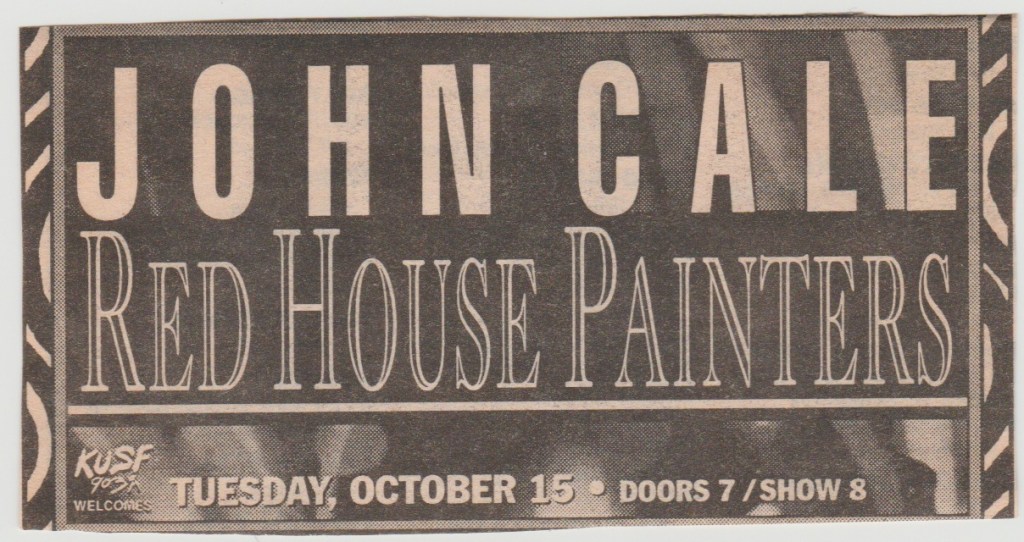 JOHN CALE
RED HOUSE PAINTERS
KUSF
90.3
WELCOMES
TUESDAY, OCTOBER 15 • DOORS 7 / SHOW 8